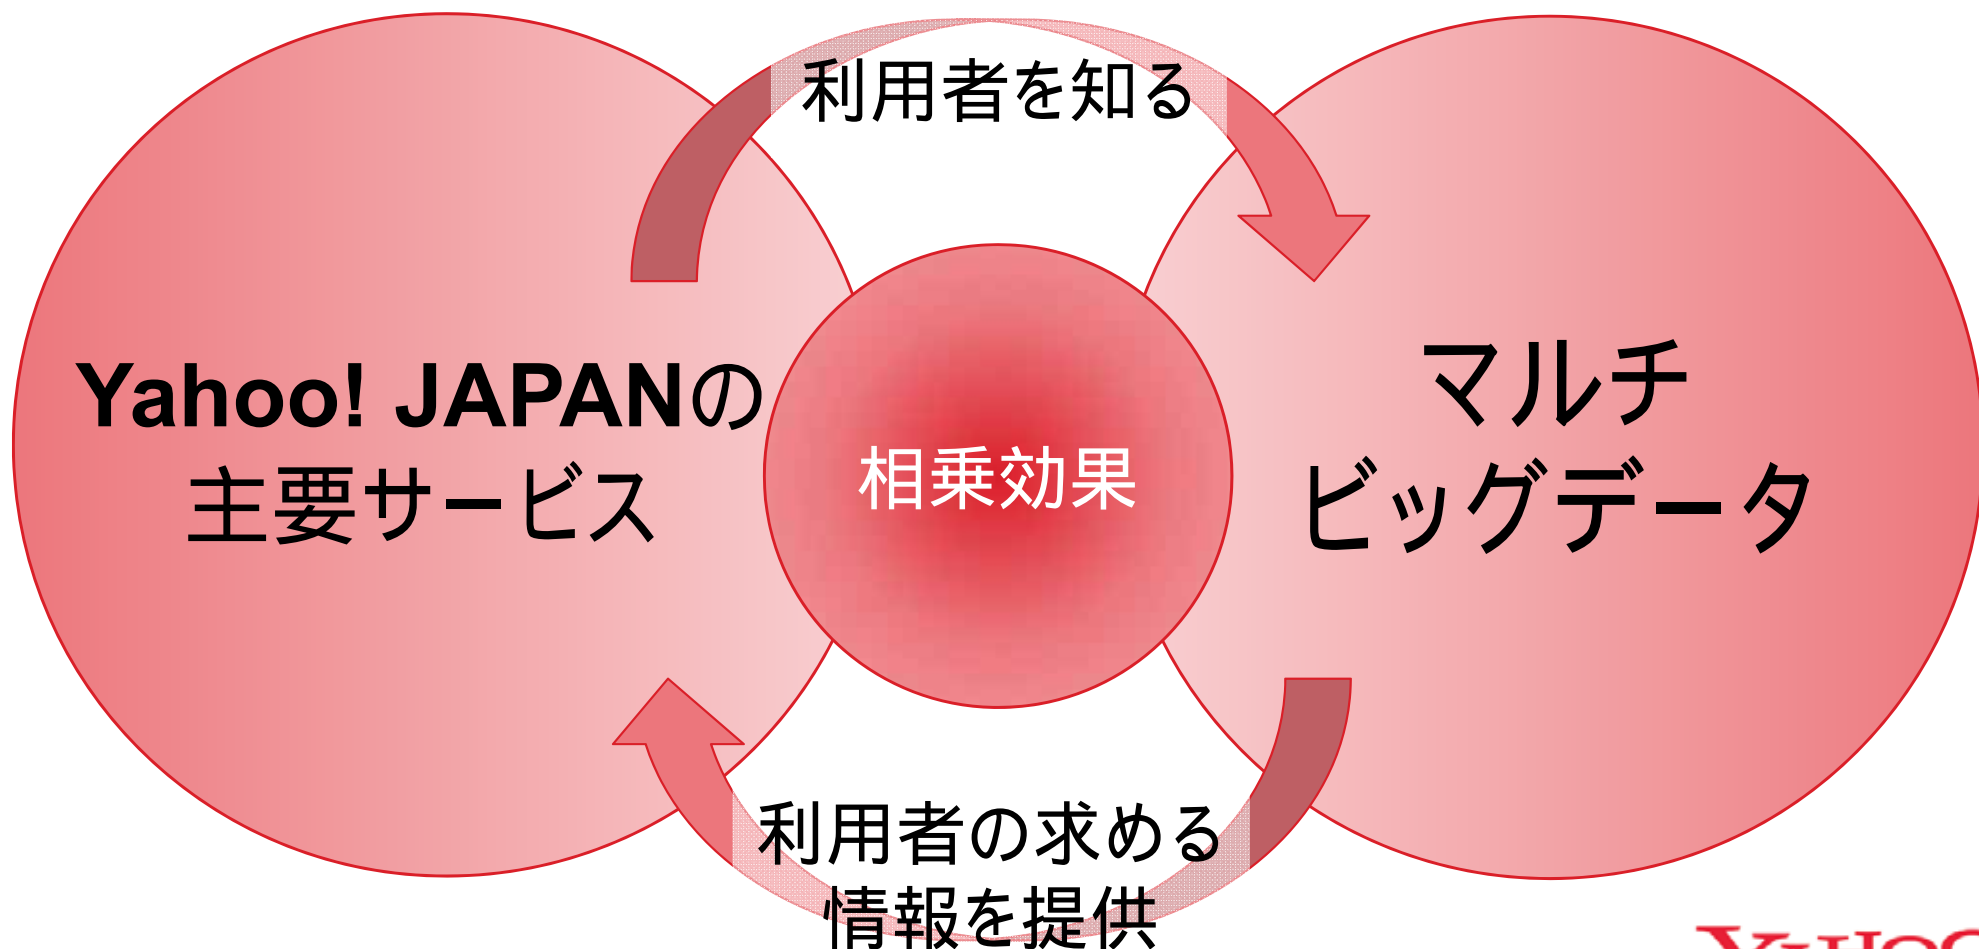 利用者を知る
Yahoo! JAPANの
主要サービス
相乗効果
マルチ
ビッグデータ
利用者の求める
情報を提供